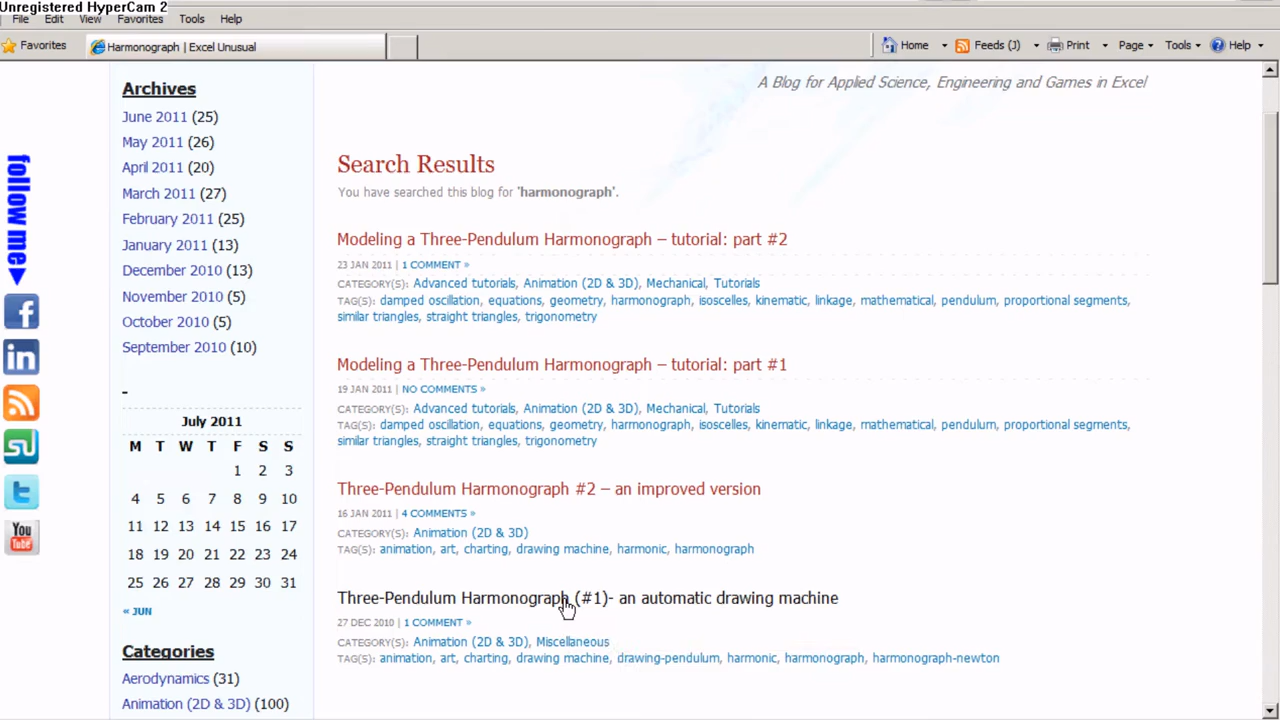 Unregistered HyperCam 2
File Edit View Favorites Tools Help
Favorites Harmonograph | Excel Unusual Home Feeds (J) Print Page Tools Help
A Blog for Applied Science, Engineering and Games in Excel
follow me
Archives
June 2011 (25)
May 2011 (26)
April 2011 (20)
March 2011 (27)
February 2011 (25)
January 2011 (13)
December 2010 (13)
November 2010 (5)
October 2010 (5)
September 2010 (10)
-
July 2011
M T W T F S S
1 2 3
4 5 6 7 8 9 10
11 12 13 14 15 16 17
18 19 20 21 22 23 24
25 26 27 28 29 30 31
« JUN
Categories
Aerodynamics (31)
Animation (2D & 3D) (100)
Search Results
You have searched this blog for 'harmonograph'.
Modeling a Three-Pendulum Harmonograph – tutorial: part #2
23 JAN 2011 | 1 COMMENT »
CATEGORY(S): Advanced tutorials, Animation (2D & 3D), Mechanical, Tutorials
TAG(S): damped oscillation, equations, geometry, harmonograph, isoscelles, kinematic, linkage, mathematical, pendulum, proportional segments,
similar triangles, straight triangles, trigonometry
Modeling a Three-Pendulum Harmonograph – tutorial: part #1
19 JAN 2011 | NO COMMENTS »
CATEGORY(S): Advanced tutorials, Animation (2D & 3D), Mechanical, Tutorials
TAG(S): damped oscillation, equations, geometry, harmonograph, isoscelles, kinematic, linkage, mathematical, pendulum, proportional segments,
similar triangles, straight triangles, trigonometry
Three-Pendulum Harmonograph #2 – an improved version
16 JAN 2011 | 4 COMMENTS »
CATEGORY(S): Animation (2D & 3D)
TAG(S): animation, art, charting, drawing machine, harmonic, harmonograph
Three-Pendulum Harmonograph (#1)- an automatic drawing machine
27 DEC 2010 | 1 COMMENT »
CATEGORY(S): Animation (2D & 3D), Miscellaneous
TAG(S): animation, art, charting, drawing machine, drawing-pendulum, harmonic, harmonograph, harmonograph-newton
f
in
su
t
You
Tube